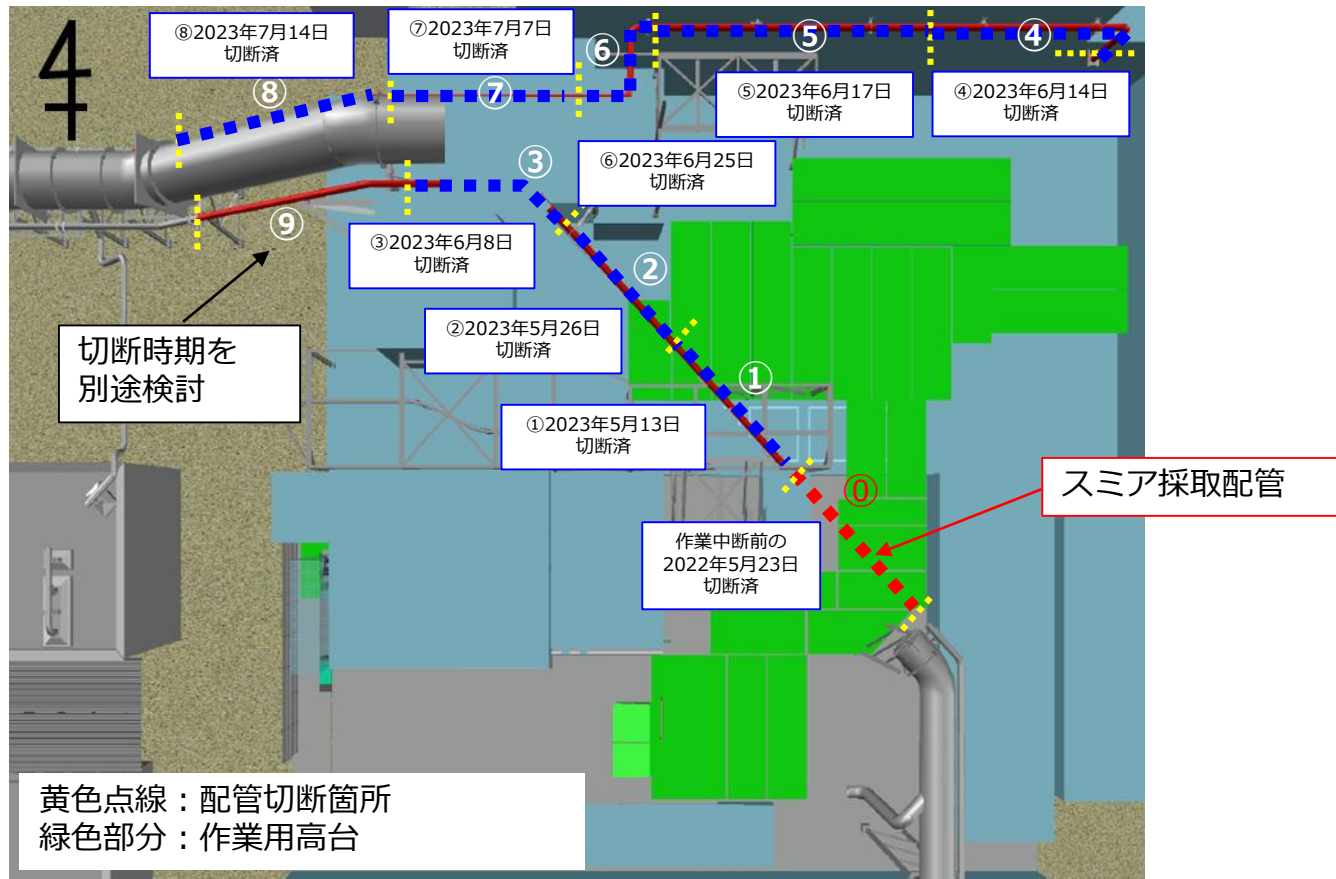 ⑧2023年7月14日
切断済
⑦2023年7月7日
切断済
⑥
⑤
④
⑧
⑦
⑤2023年6月17日
切断済
④2023年6月14日
切断済
③
⑥2023年6月25日
切断済
⑨
③2023年6月8日
切断済
②
②2023年5月26日
切断済
切断時期を
別途検討
①
①2023年5月13日
切断済
⓪
スミア採取配管
作業中断前の
2022年5月23日
切断済
黄色点線：配管切断箇所
緑色部分：作業用高台